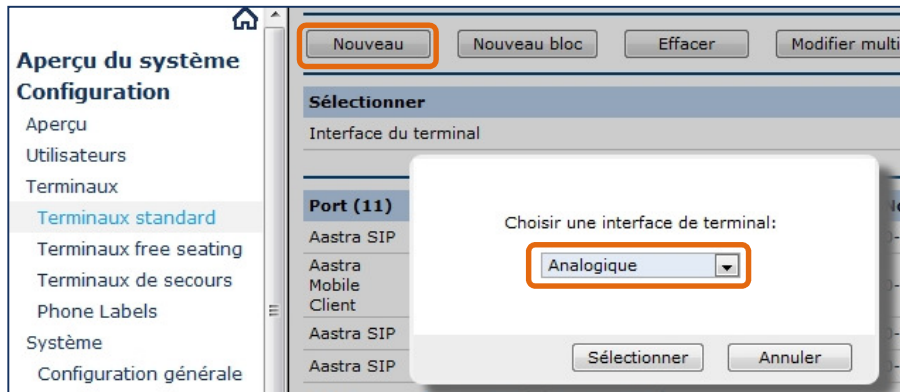 Aperçu du système
Configuration
Aperçu
Utilisateurs
Terminaux
Terminaux standard
Terminaux free seating
Terminaux de secours
Phone Labels
Système
Configuration générale
Nouveau
Nouveau bloc
Effacer
Modifier multi
Sélectionner
Interface du terminal
Port (11)
Aastra SIP
Aastra
Mobile
Client
Aastra SIP
Aastra SIP
Choisir une interface de terminal:
Analogique
Sélectionner
Annuler